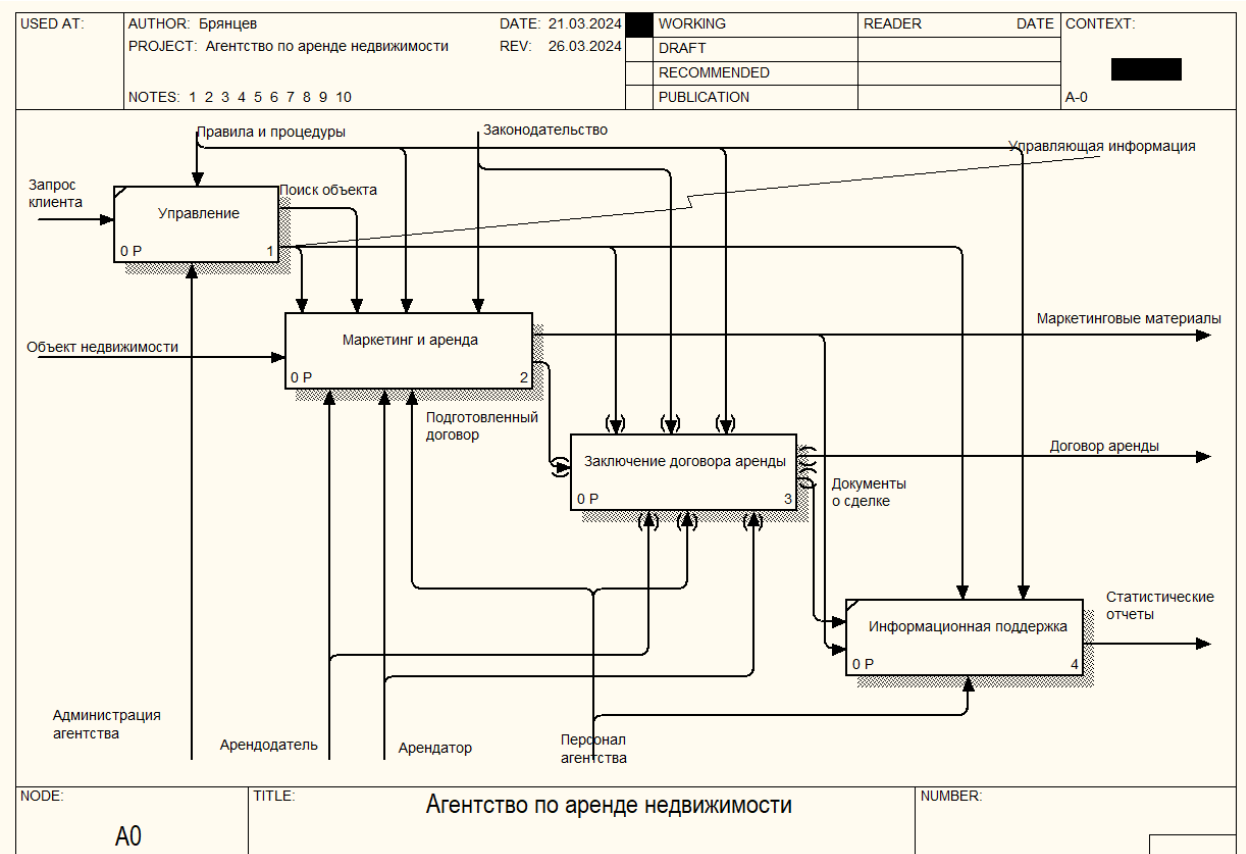 USED AT:
AUTHOR: Брянцев
DATE: 21.03.2024
WORKING
READER
DATE
CONTEXT:
PROJECT: Агентство по аренде недвижимости
REV: 26.03.2024
DRAFT
RECOMMENDED
NOTES: 1 2 3 4 5 6 7 8 9 10
PUBLICATION
A-0
Правила и процедуры
Законодательство
Управляющая информация
Запрос
клиента
Поиск объекта
Управление
0 Р
1
Маркетинговые материалы
Объект недвижимости
Маркетинг и аренда
0 Р
2
Подготовленный
договор
Договор аренды
Заключение договора аренды
0 Р
3
Документы
о сделке
Статистические
отчеты
Информационная поддержка
0 Р
4
Администрация
агентства
Арендодатель
Арендатор
Персонал
агентства
NODE:
TITLE:
NUMBER:
A0
Агентство по аренде недвижимости